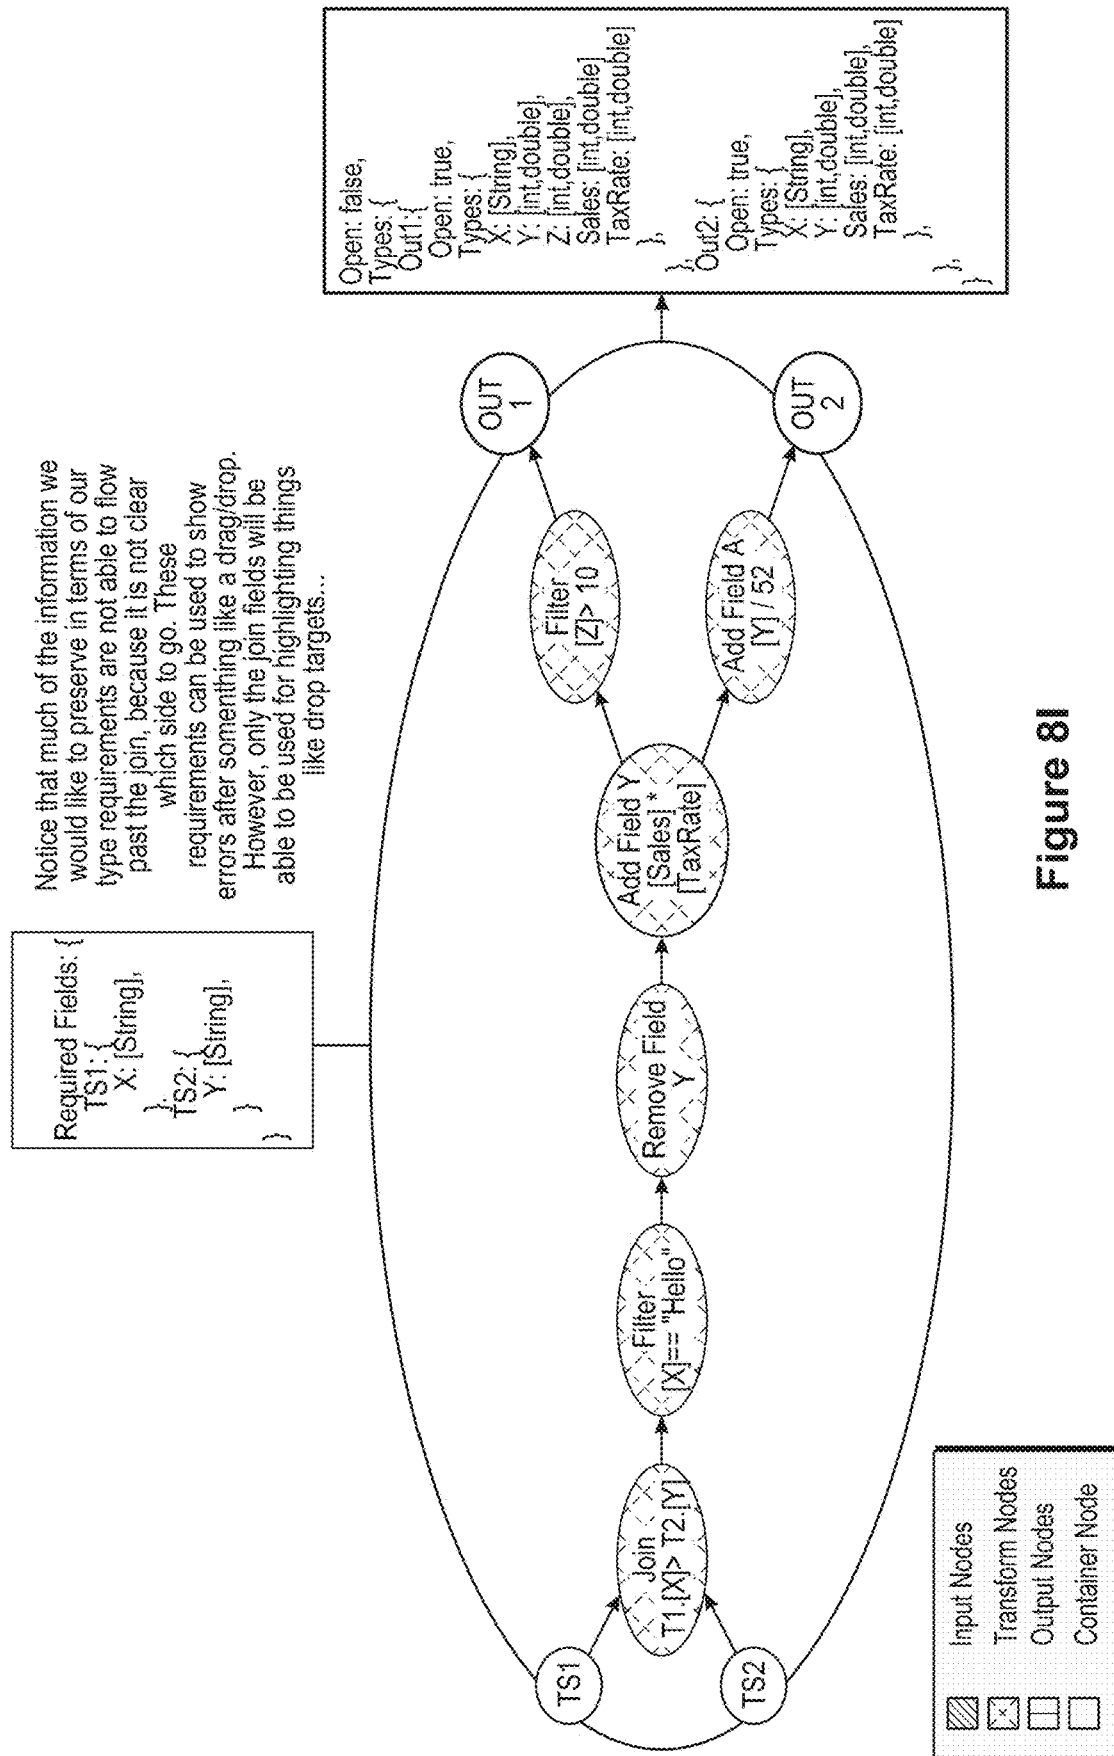 Notice that much of the information we
would like to preserve in terms of our
type requirements are not able to flow
past the join, because it is not clear
which side to go. These
requirements can be used to show
errors after somenthing like a drag/drop.
However, only the join fields will be
able to be used for highlighting things
like drop targets...
Required Fields: {
TS1: {
X: [String],
},
TS2: {
Y: [String],
}
}
TS1
TS2
Join
T1.[X]> T2.[Y]
Filter
[X]== "Hello"
Remove Field
Y
Add Field Y
[Sales] *
[TaxRate]
Filter
[Z]> 10
Add Field A
[Y] / 52
OUT
1
OUT
2
Open: false,
Types: {
Out1:{
Open: true,
Types: {
X: [String],
Y: [int,double],
Z: [int,double],
Sales: [int,double]
TaxRate: [int,double]
},
},
Out2: {
Open: true,
Types: {
X: [String],
Y: [int,double],
Sales: [int,double],
TaxRate: [int,double]
},
},
}
Input Nodes
Transform Nodes
Output Nodes
Container Node
Figure 8I